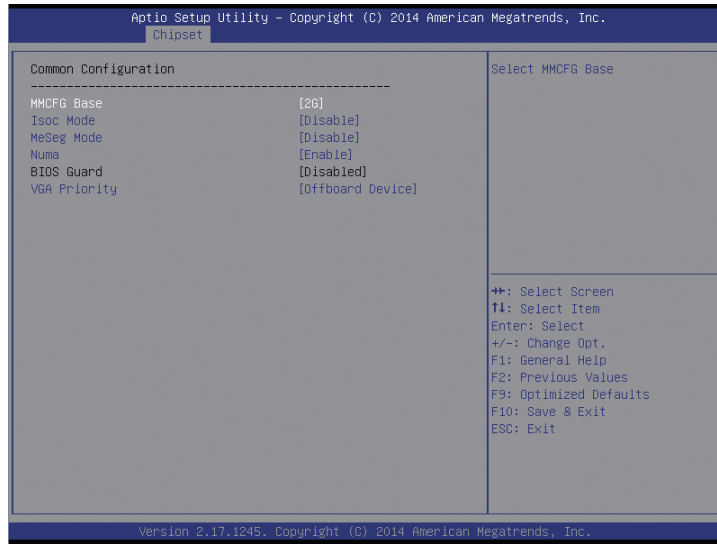 Aptio Setup Utility – Copyright (C) 2014 American Megatrends, Inc.
Chipset
Common Configuration
--------------------------------------------------
MMCFG Base [2G]
Isoc Mode [Disable]
MeSeg Mode [Disable]
Numa [Enable]
BIOS Guard [Disabled]
VGA Priority [Offboard Device]
Select MMCFG Base
→←: Select Screen
↑↓: Select Item
Enter: Select
+/-: Change Opt.
F1: General Help
F2: Previous Values
F9: Optimized Defaults
F10: Save & Exit
ESC: Exit
Version 2.17.1245. Copyright (C) 2014 American Megatrends, Inc.